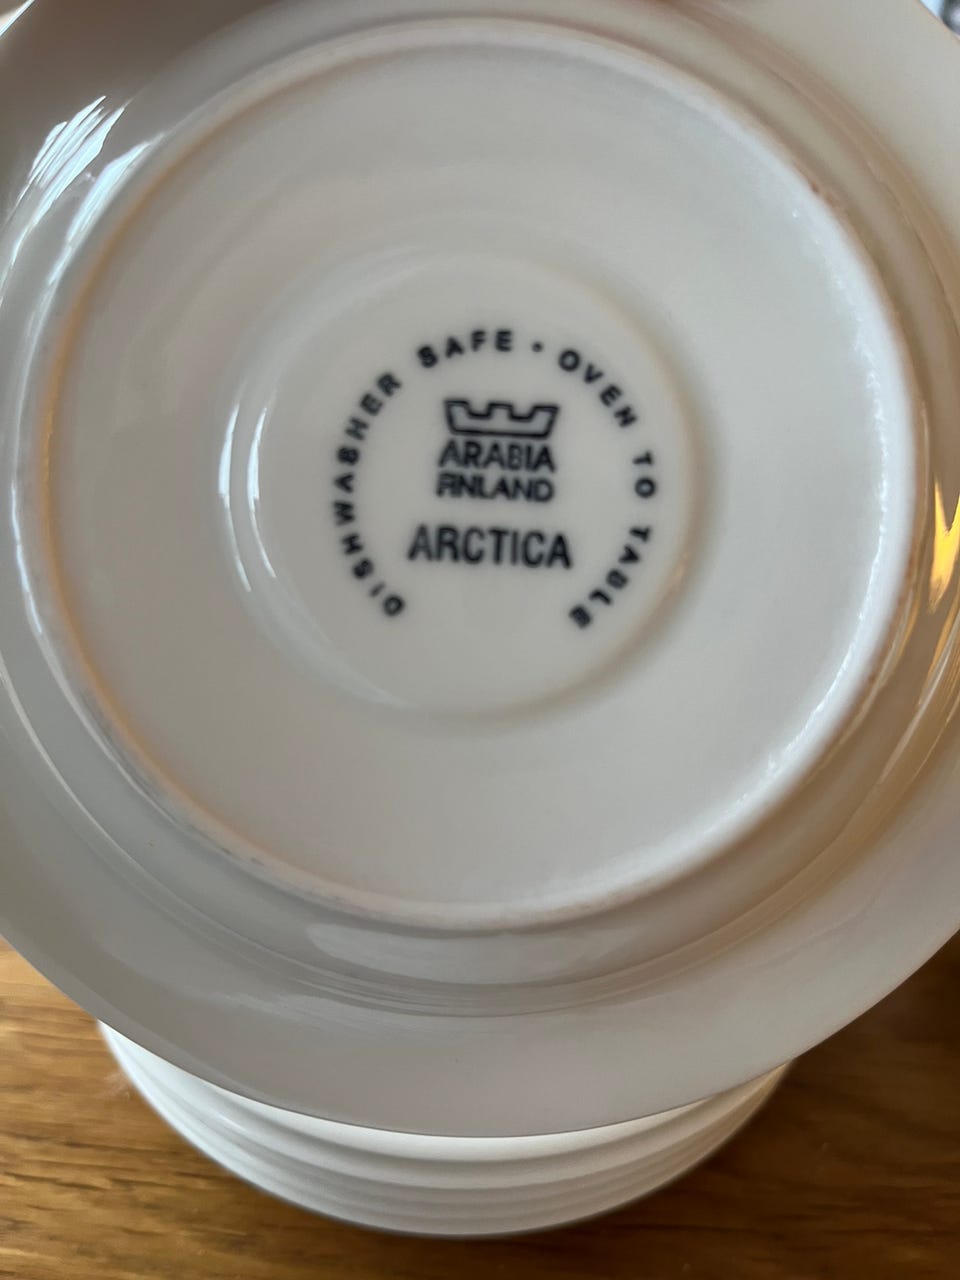 DISHWASHER SAFE • OVEN TO TABLE
ARABIA
FINLAND
ARCTICA